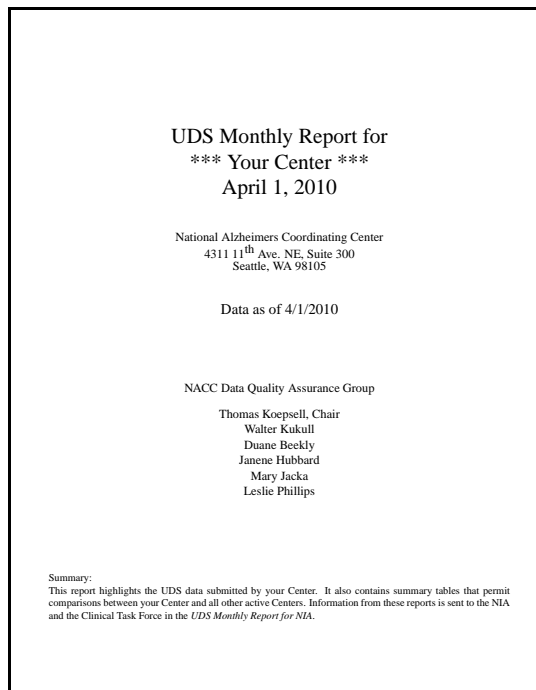 UDS Monthly Report for
*** Your Center ***
April 1, 2010
National Alzheimers Coordinating Center
4311 11th Ave. NE, Suite 300
Seattle, WA 98105
Data as of 4/1/2010
NACC Data Quality Assurance Group
Thomas Koepsell, Chair
Walter Kukull
Duane Beekly
Janene Hubbard
Mary Jacka
Leslie Phillips
Summary:
This report highlights the UDS data submitted by your Center. It also contains summary tables that permit
comparisons between your Center and all other active Centers. Information from these reports is sent to the NIA
and the Clinical Task Force in the UDS Monthly Report for NIA.